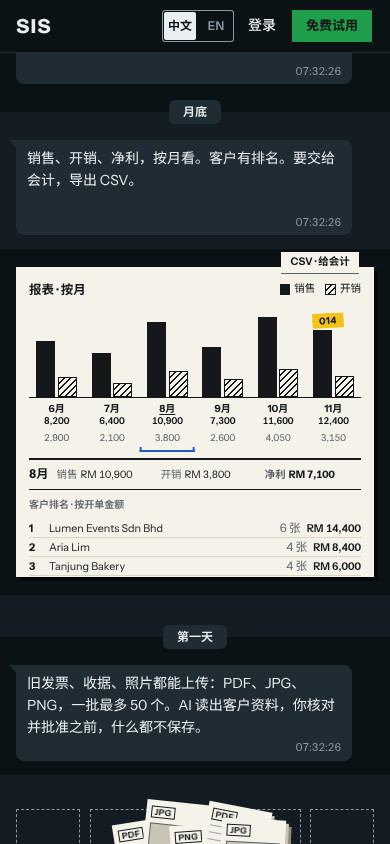 SIS
中文
EN
登录
免费试用
07:32:26
月底
销售、开销、净利，按月看。客户有排名。要交给
会计，导出 CSV。
07:32:26
CSV·给会计
报表·按月
销售
开销
014
6月 7月 8月 9月 10月 11月
8,200 6,400 10,900 7,300 11,600 12,400
2,900 2,100 3,800 2,600 4,050 3,150
8月 销售 RM 10,900 开销 RM 3,800 净利 RM 7,100
客户排名·按开单金额
1 Lumen Events Sdn Bhd 6 张 RM 14,400
2 Aria Lim 4 张 RM 8,400
3 Tanjung Bakery 4 张 RM 6,000
第一天
旧发票、收据、照片都能上传：PDF、JPG、
PNG，一批最多 50 个。AI 读出客户资料，你核对
并批准之前，什么都不保存。
07:32:26
JPG
PDF
PDF
PNG
JPG